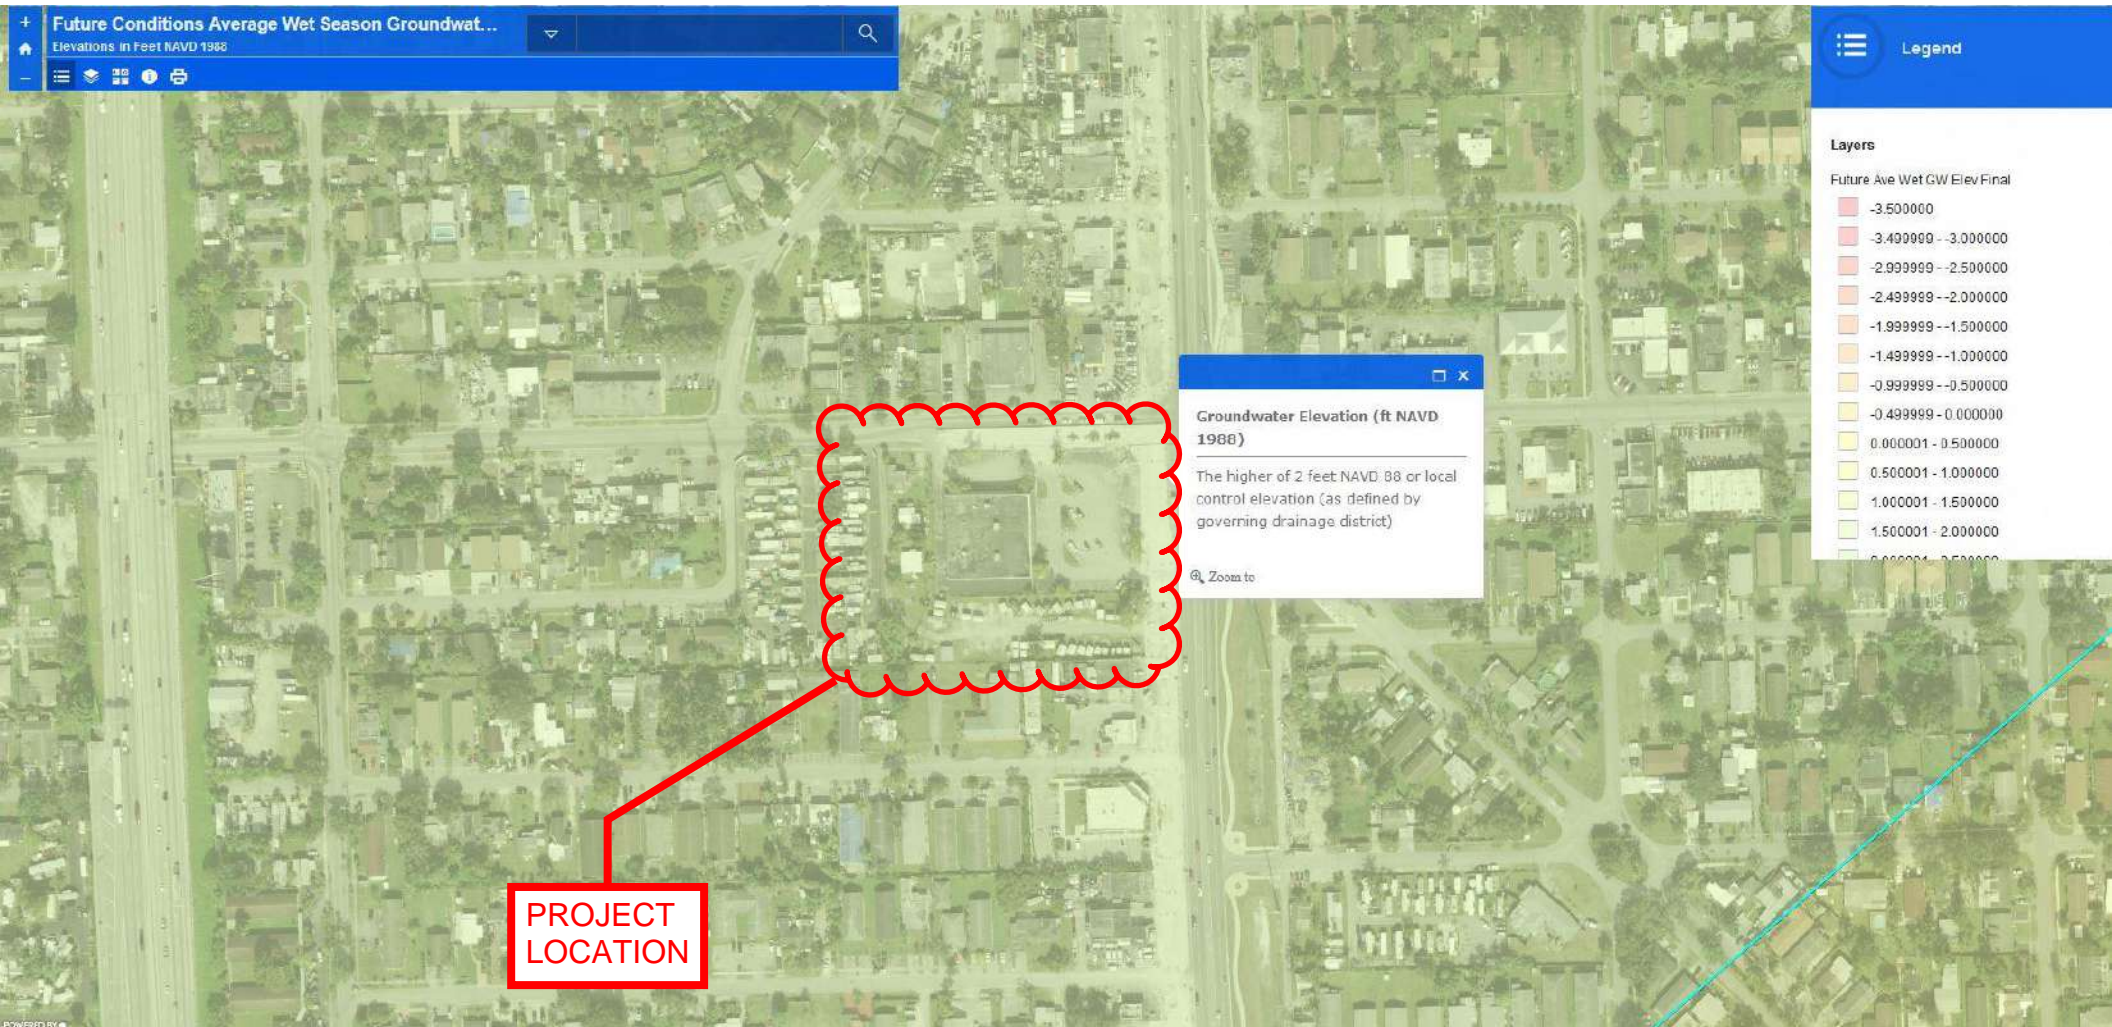 Future Conditions Average Wet Season Groundwat...
Elevations in Feet NAVD 1988
Legend
Layers
Future Ave Wet GW Elev Final
-3.500000
-3.499999 - -3.000000
-2.999999 - -2.500000
-2.499999 - -2.000000
-1.999999 - -1.500000
-1.499999 - -1.000000
-0.999999 - -0.500000
-0.499999 - 0.000000
0.000001 - 0.500000
0.500001 - 1.000000
1.000001 - 1.500000
1.500001 - 2.000000
Groundwater Elevation (ft NAVD
1988)
The higher of 2 feet NAVD 88 or local
control elevation (as defined by
governing drainage district)
Zoom to
PROJECT
LOCATION
POWERED BY